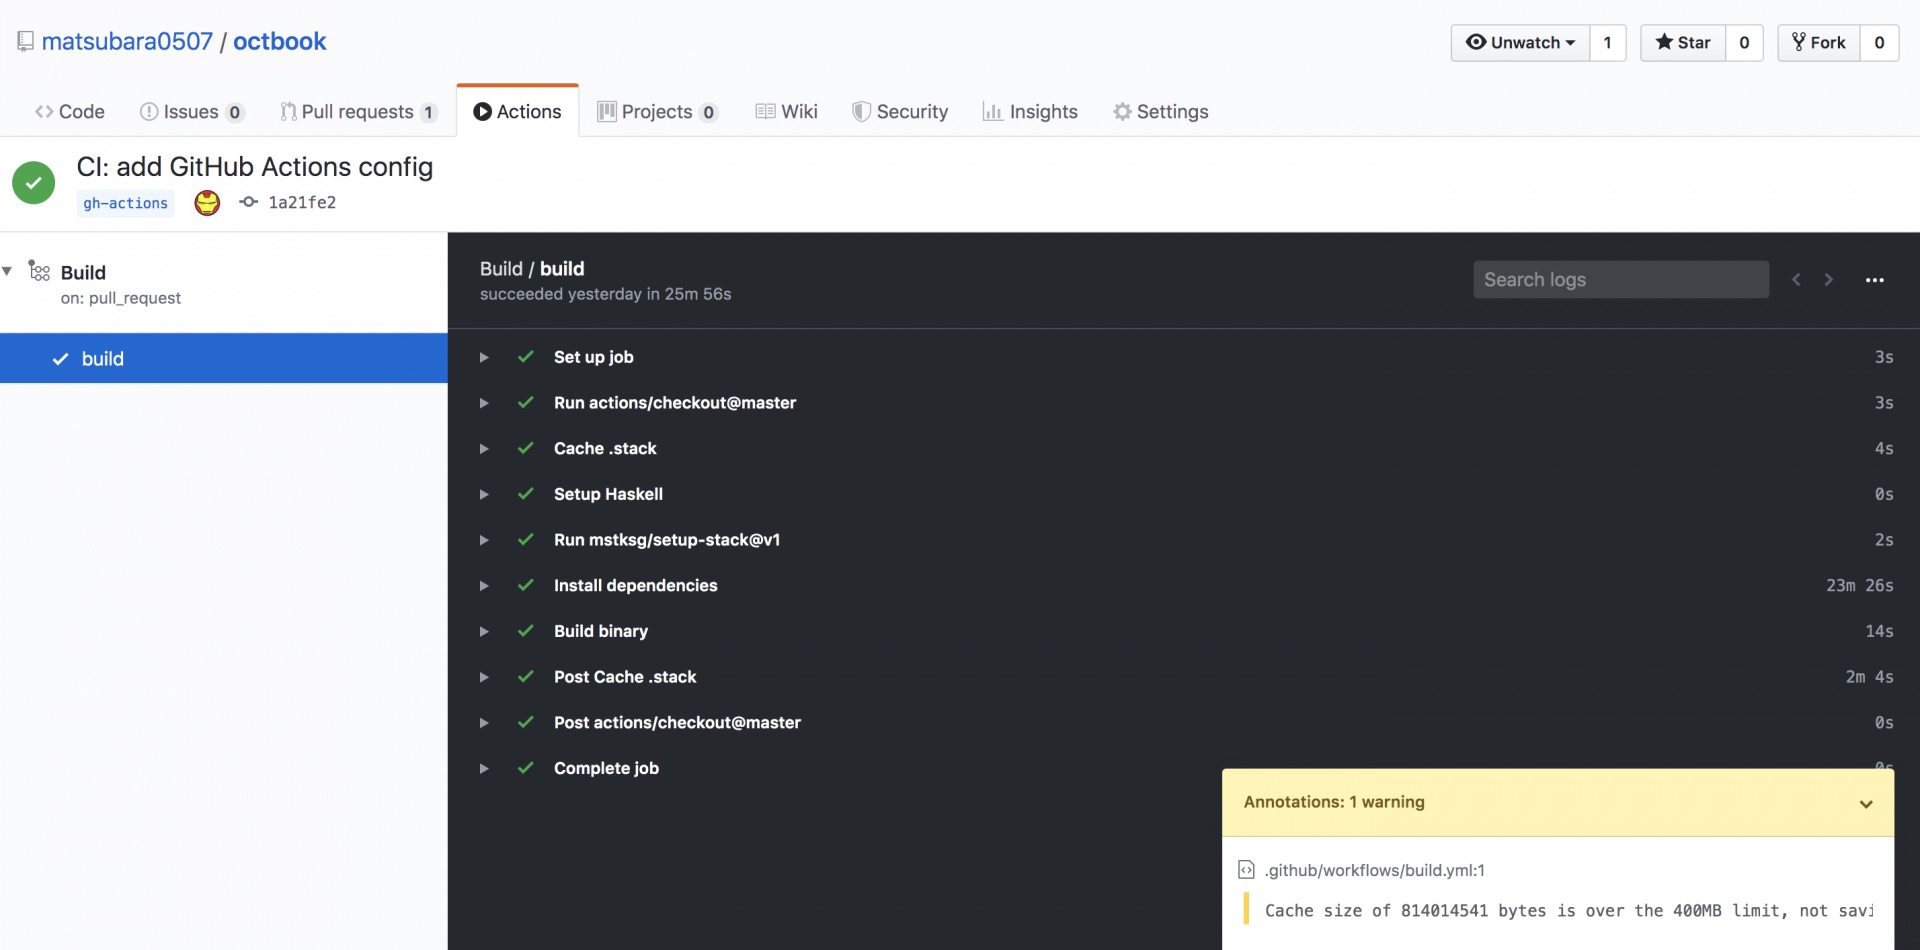 matsubara0507 / octbook
Unwatch 1 Star 0 Fork 0
Code Issues 0 Pull requests 1 Actions Projects 0 Wiki Security Insights Settings
CI: add GitHub Actions config
gh-actions 1a21fe2
Build
on: pull_request
build
Build / build
succeeded yesterday in 25m 56s
Search logs
Set up job 3s
Run actions/checkout@master 3s
Cache .stack 4s
Setup Haskell 0s
Run mstksg/setup-stack@v1 2s
Install dependencies 23m 26s
Build binary 14s
Post Cache .stack 2m 4s
Post actions/checkout@master 0s
Complete job 0s
Annotations: 1 warning
.github/workflows/build.yml:1
Cache size of 814014541 bytes is over the 400MB limit, not savi